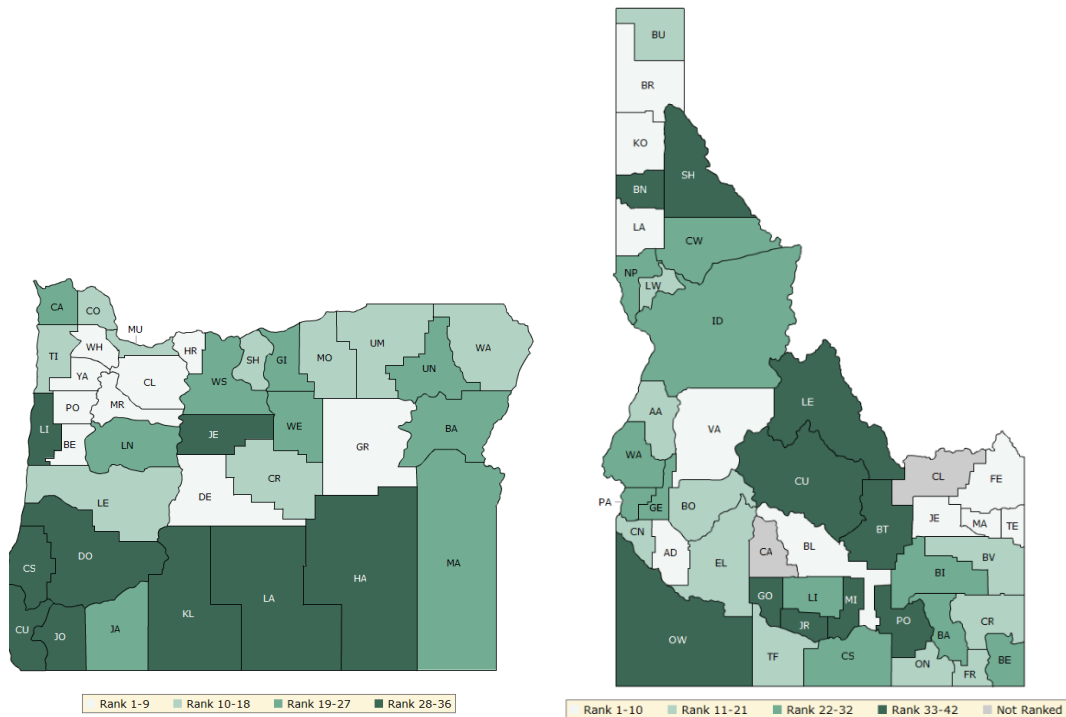 BU
BR
KO
SH
BN
LA
CW
NP
LW
ID
CA
CO
MU
WH
HR
TI
YA
CL
WS
SH
GI
MO
UM
WA
UN
PO
MR
LI
BE
LN
JE
WE
GR
BA
LE
DE
CR
CS
DO
CU
JO
JA
KL
LA
HA
MA
LE
AA
VA
WA
CU
PA
GE
BO
CN
AD
EL
CA
BL
BT
CL
FE
JE
MA
TE
BV
BI
GO
LI
MI
JR
PO
BA
CR
OW
TF
CS
ON
FR
BE
Rank 1-9 Rank 10-18 Rank 19-27 Rank 28-36
Rank 1-10 Rank 11-21 Rank 22-32 Rank 33-42 Not Ranked